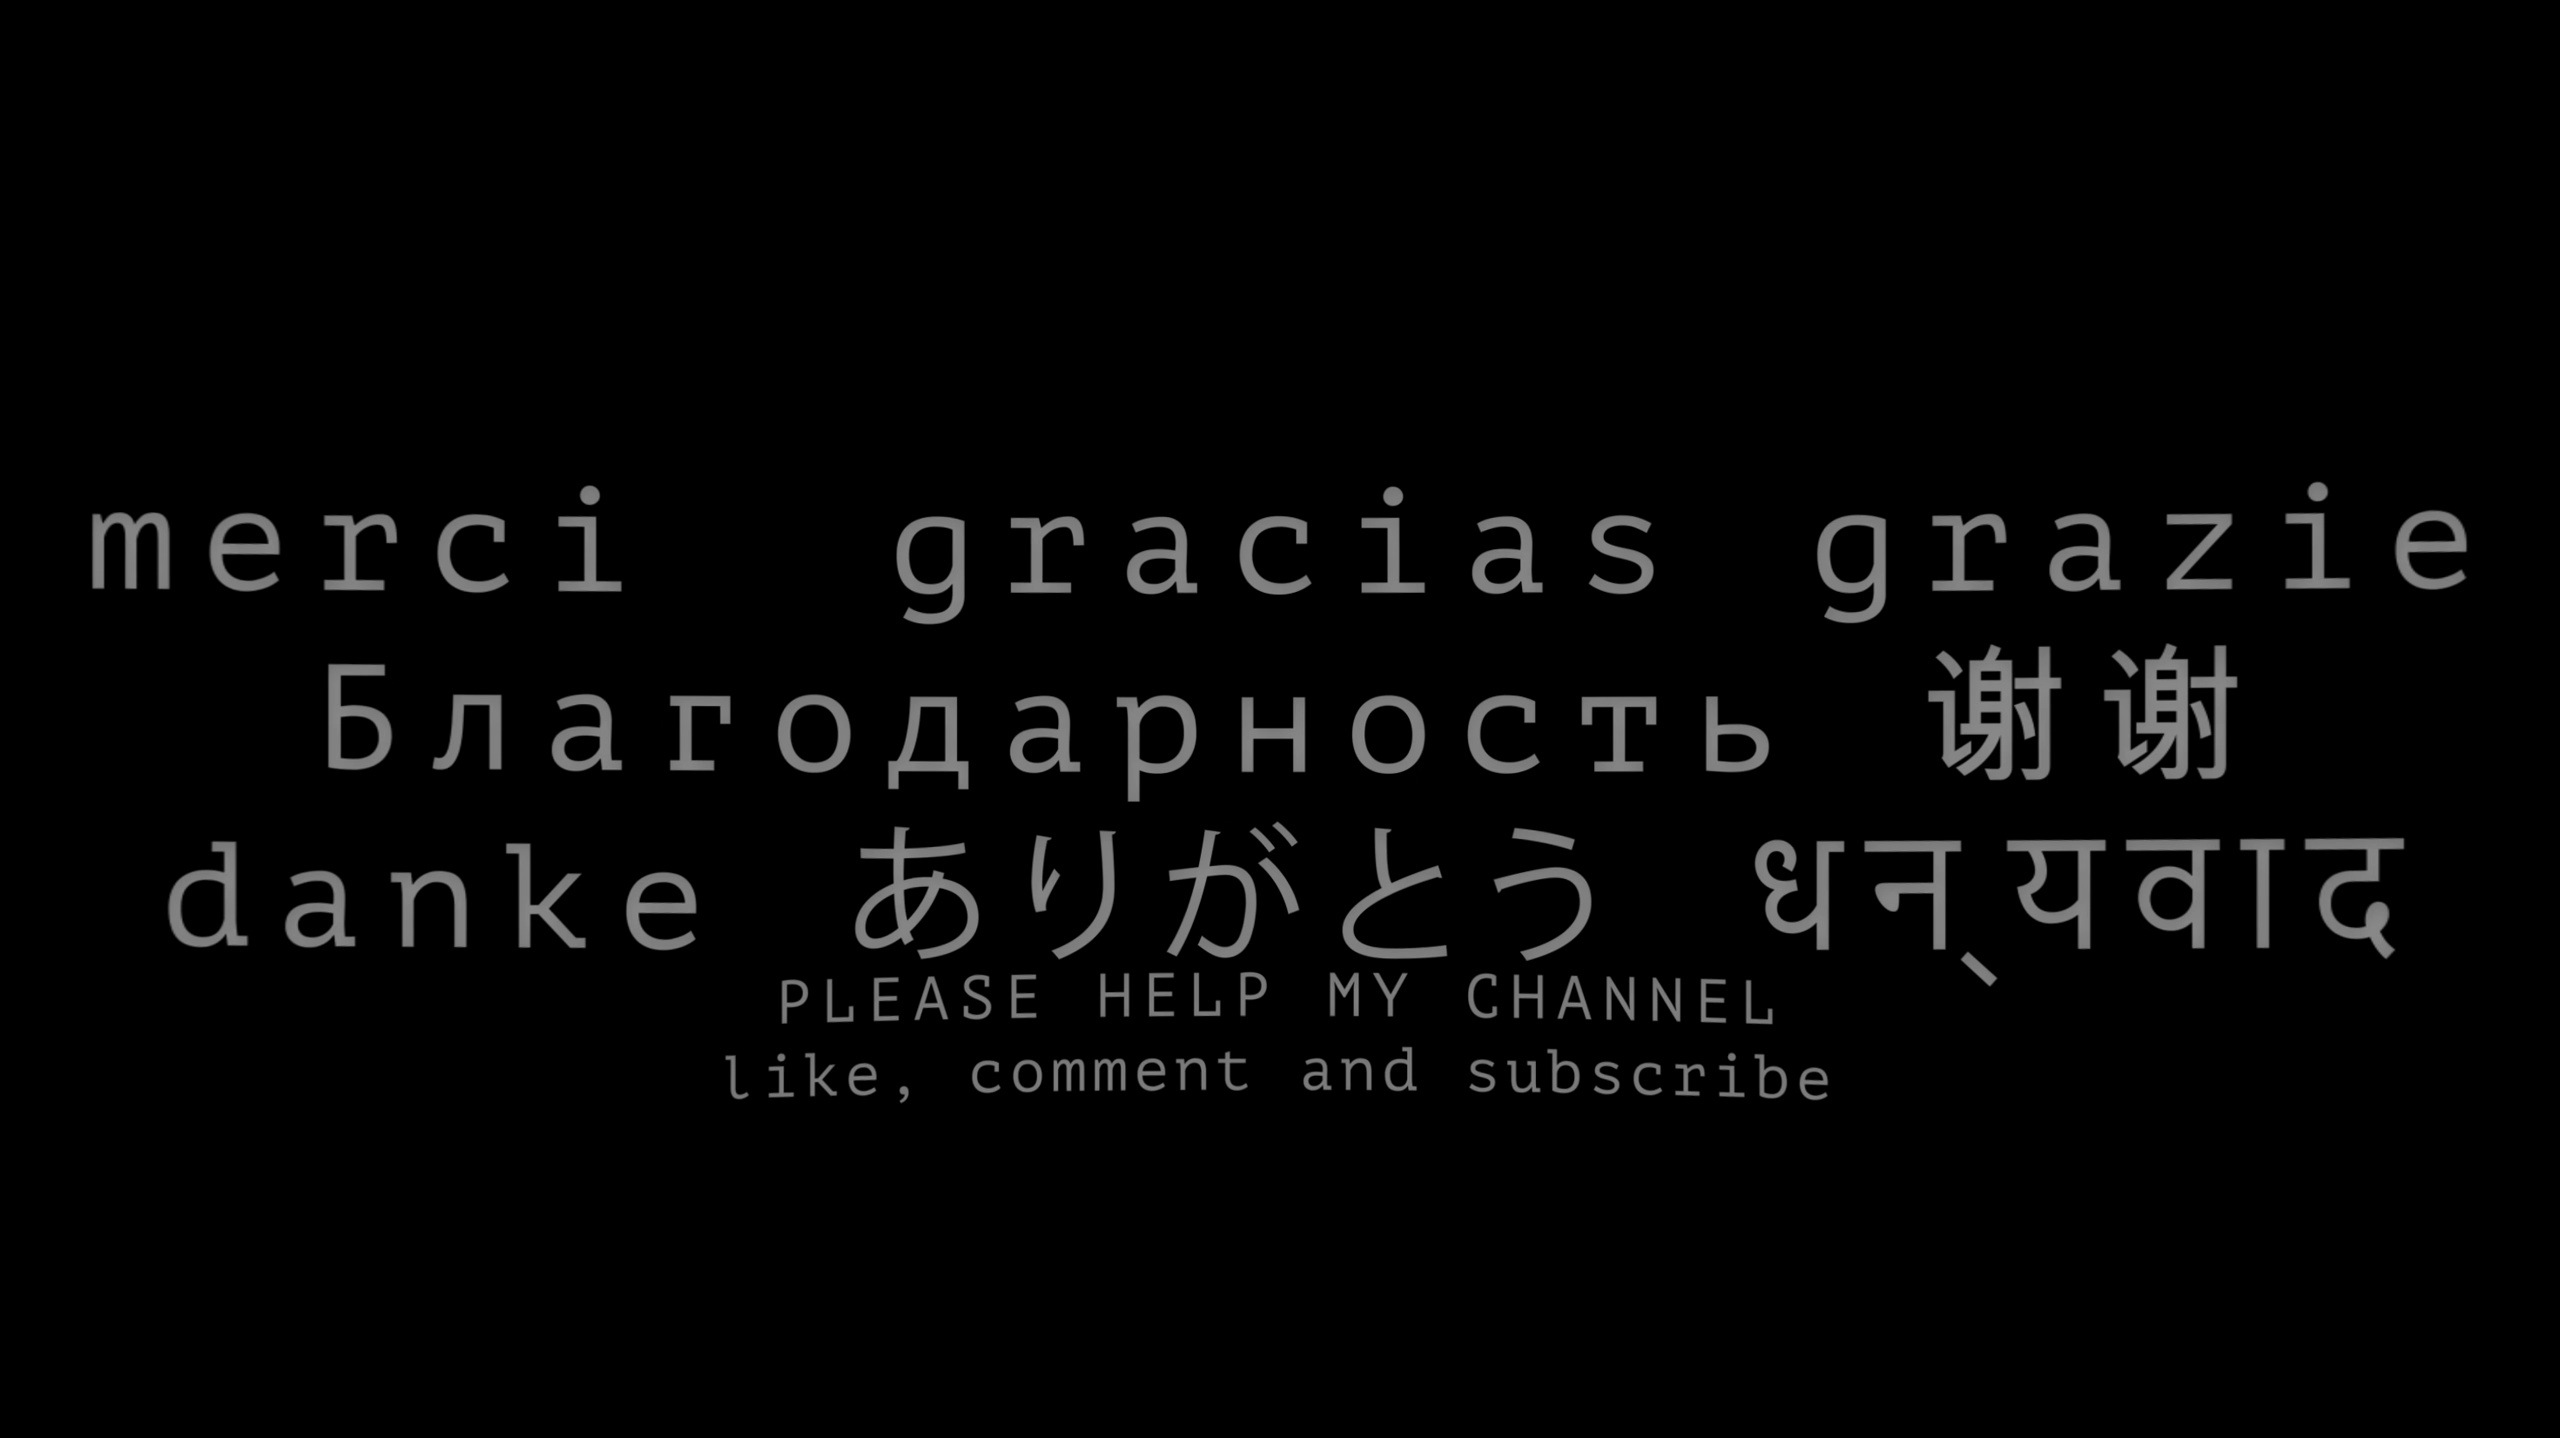 merci gracias grazie
Благодарность 谢谢
danke ありがとう धन्यवाद
PLEASE HELP MY CHANNEL
like, comment and subscribe